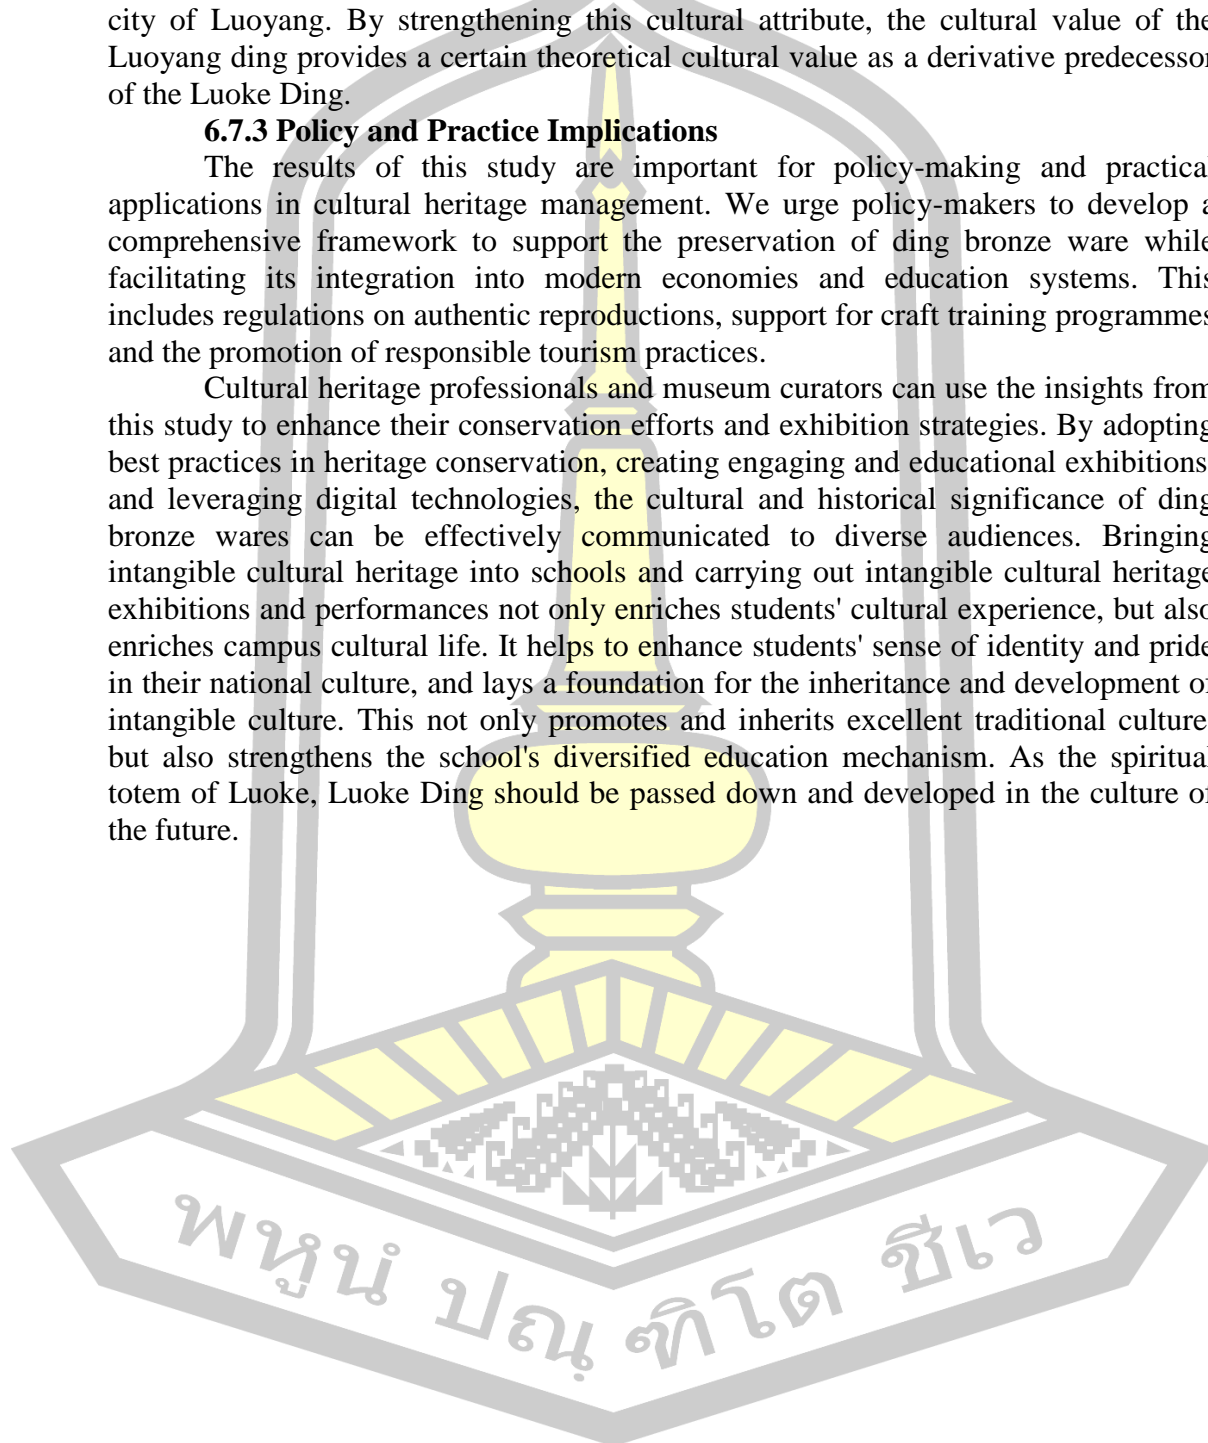 city of Luoyang. By strengthening this cultural attribute, the cultural value of the
Luoyang ding provides a certain theoretical cultural value as a derivative predecessor
of the Luoke Ding.
6.7.3 Policy and Practice Implications
The results of this study are important for policy-making and practical
applications in cultural heritage management. We urge policy-makers to develop a
comprehensive framework to support the preservation of ding bronze ware while
facilitating its integration into modern economies and education systems. This
includes regulations on authentic reproductions, support for craft training programmes
and the promotion of responsible tourism practices.
Cultural heritage professionals and museum curators can use the insights from
this study to enhance their conservation efforts and exhibition strategies. By adopting
best practices in heritage conservation, creating engaging and educational exhibitions
and leveraging digital technologies, the cultural and historical significance of ding
bronze wares can be effectively communicated to diverse audiences. Bringing
intangible cultural heritage into schools and carrying out intangible cultural heritage
exhibitions and performances not only enriches students' cultural experience, but also
enriches campus cultural life. It helps to enhance students' sense of identity and pride
in their national culture, and lays a foundation for the inheritance and development of
intangible culture. This not only promotes and inherits excellent traditional culture
but also strengthens the school's diversified education mechanism. As the spiritual
totem of Luoke, Luoke Ding should be passed down and developed in the culture of
the future.
พหูนํ ปณฺ ฑิโต ชีเว